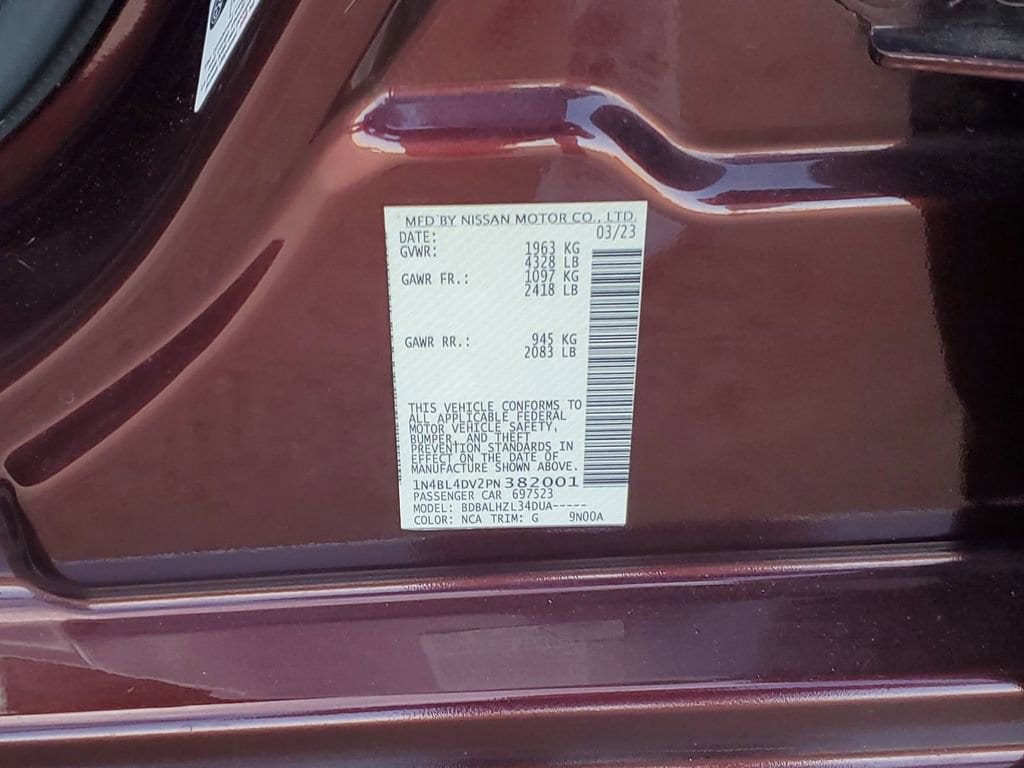 MFD BY NISSAN MOTOR CO., LTD.
DATE: 03/23
GVWR: 1963 KG
4328 LB
GAWR FR.: 1097 KG
2418 LB
GAWR RR.: 945 KG
2083 LB
THIS VEHICLE CONFORMS TO
ALL APPLICABLE FEDERAL
MOTOR VEHICLE SAFETY,
BUMPER, AND THEFT
PREVENTION STANDARDS IN
EFFECT ON THE DATE OF
MANUFACTURE SHOWN ABOVE.
1N4BL4DV2PN382001
PASSENGER CAR 697523
MODEL: BDBALHZL34DUA-----
COLOR: NCA TRIM: G 9N00A